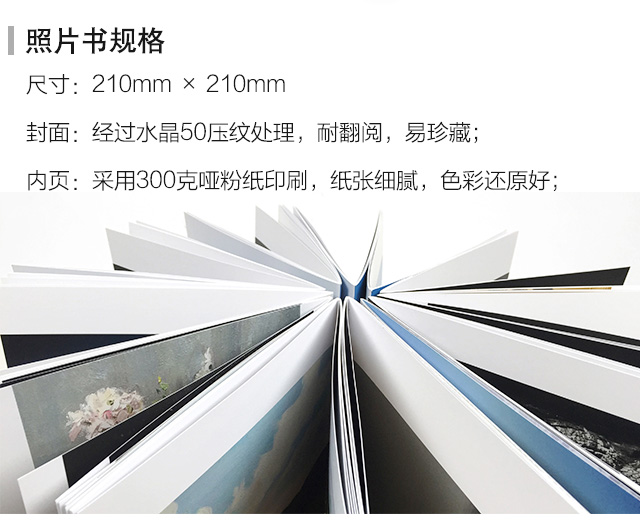 照片书规格
尺寸：210mm × 210mm
封面：经过水晶50压纹处理，耐翻阅，易珍藏；
内页：采用300克哑粉纸印刷，纸张细腻，色彩还原好；